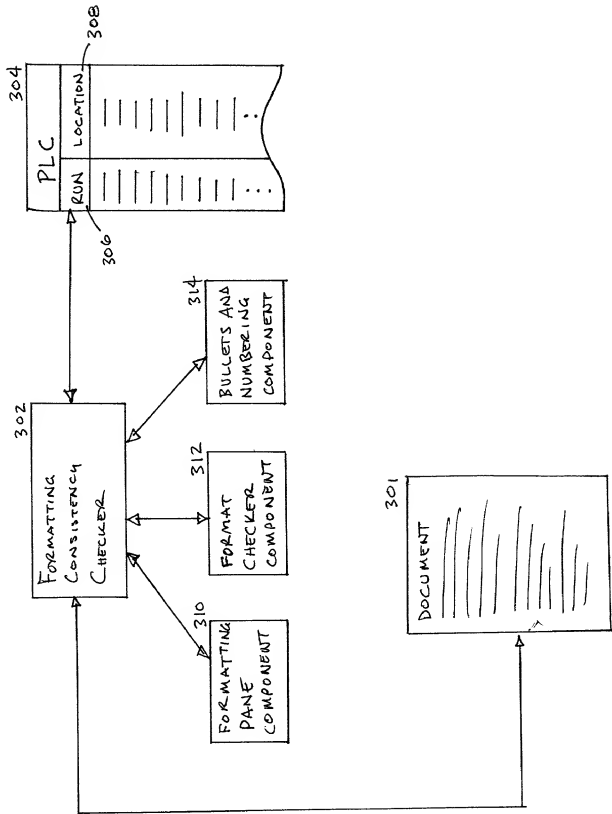 302
FORMATTING
CONSISTENCY
CHECKER
304
PLC
RUN
LOCATION
306
308
310
FORMATTING
PANE
COMPONENT
312
FORMAT
CHECKER
COMPONENT
314
BULLETS AND
NUMBERING
COMPONENT
301
DOCUMENT